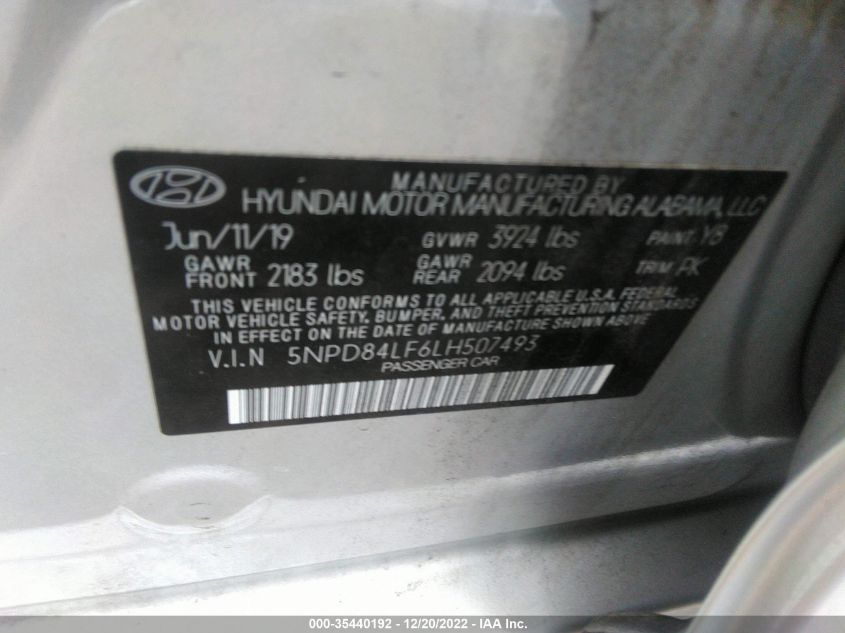 MANUFACTURED BY
HYUNDAI MOTOR MANUFACTURING ALABAMA, LLC
Jun/11/19 GVWR 3924 lbs PAINT Y8
GAWR FRONT 2183 lbs GAWR REAR 2094 lbs TRIM PK
THIS VEHICLE CONFORMS TO ALL APPLICABLE U.S.A. FEDERAL
MOTOR VEHICLE SAFETY, BUMPER, AND THEFT PREVENTION STANDARDS
IN EFFECT ON THE DATE OF MANUFACTURE SHOWN ABOVE
V.I.N 5NPD84LF6LH507493
PASSENGER CAR
000-35440192 - 12/20/2022 - IAA Inc.